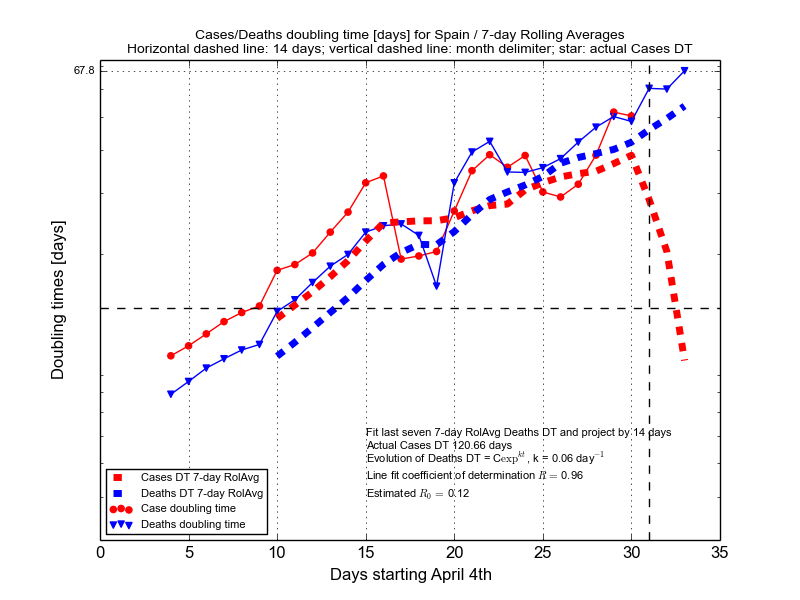 Cases/Deaths doubling time [days] for Spain / 7-day Rolling Averages
Horizontal dashed line: 14 days; vertical dashed line: month delimiter; star: actual Cases DT
67.8
Doubling times [days]
Fit last seven 7-day RolAvg Deaths DT and project by 14 days
Actual Cases DT 120.66 days
Evolution of Deaths DT = Cexp^{kt}, k = 0.06 day^{-1}
Line fit coefficient of determination R = 0.96
Estimated R_0 = 0.12
Cases DT 7-day RolAvg
Deaths DT 7-day RolAvg
Case doubling time
Deaths doubling time
0 5 10 15 20 25 30 35
Days starting April 4th